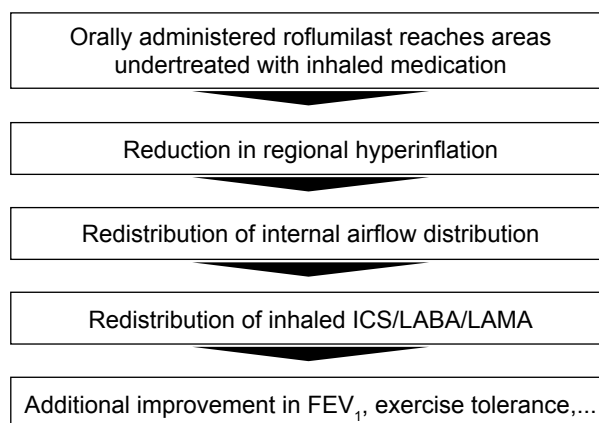 Orally administered roflumilast reaches areas
undertreated with inhaled medication
Reduction in regional hyperinflation
Redistribution of internal airflow distribution
Redistribution of inhaled ICS/LABA/LAMA
Additional improvement in FEV₁, exercise tolerance,...